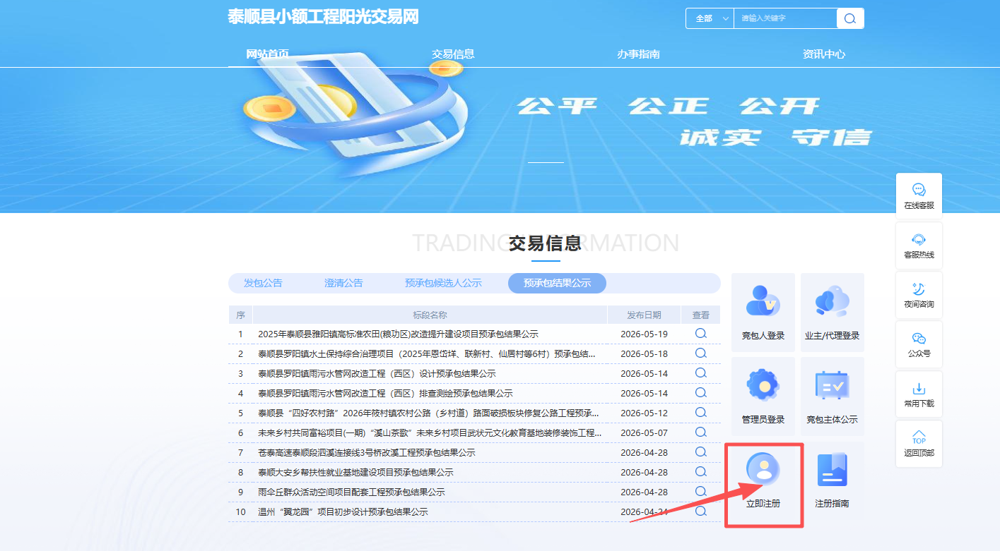 泰顺县小额工程阳光交易网
全部
请输入关键字
网站首页
交易信息
办事指南
资讯中心
公平 公正 公开
诚实 守信
TRADING INFORMATION
交易信息
发包公告
澄清公告
预承包候选人公示
预承包结果公示
序 标段名称 发布日期 查看
1 2025年泰顺县雅阳镇高标准农田(粮功区)改造提升建设项目预承包结果公示 2026-05-19
2 泰顺县罗阳镇水土保持综合治理项目（2025年恩岱垟、联新村、仙居村等6村）预承包结... 2026-05-18
3 泰顺县罗阳镇雨污水管网改造工程（西区）设计预承包结果公示 2026-05-14
4 泰顺县罗阳镇雨污水管网改造工程（西区）排查测绘预承包结果公示 2026-05-14
5 泰顺县“四好农村路”2026年筱村镇农村公路（乡村道）路面破损板块修复公路工程预承... 2026-05-12
6 未来乡村共同富裕项目(一期)“溪山茶歌”未来乡村项目武状元文化教育基地装修装饰工程... 2026-05-07
7 苍泰高速泰顺段泗溪连接线3号桥改溪工程预承包结果公示 2026-04-28
8 泰顺大安乡帮扶性就业基地建设项目预承包结果公示 2026-04-28
9 雨伞丘群众活动空间项目配套工程预承包结果公示 2026-04-28
10 温州“翼龙园”项目初步设计预承包结果公示 2026-04-24
竞包人登录
业主/代理登录
管理员登录
竞包主体公示
立即注册
注册指南
在线客服
客服热线
夜间咨询
公众号
常用下载
TOP
返回顶部